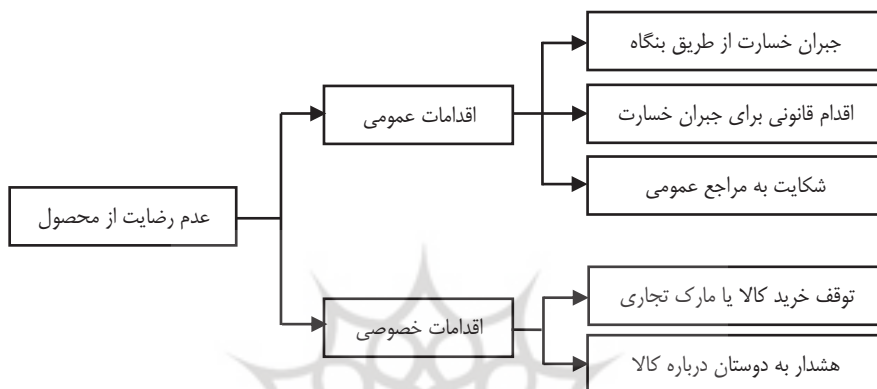 جبران خسارت از طریق بنگاه
اقدامات عمومی
اقدام قانونی برای جبران خسارت
شکایت به مراجع عمومی
عدم رضایت از محصول
توقف خرید کالا یا مارک تجاری
اقدامات خصوصی
هشدار به دوستان درباره کالا